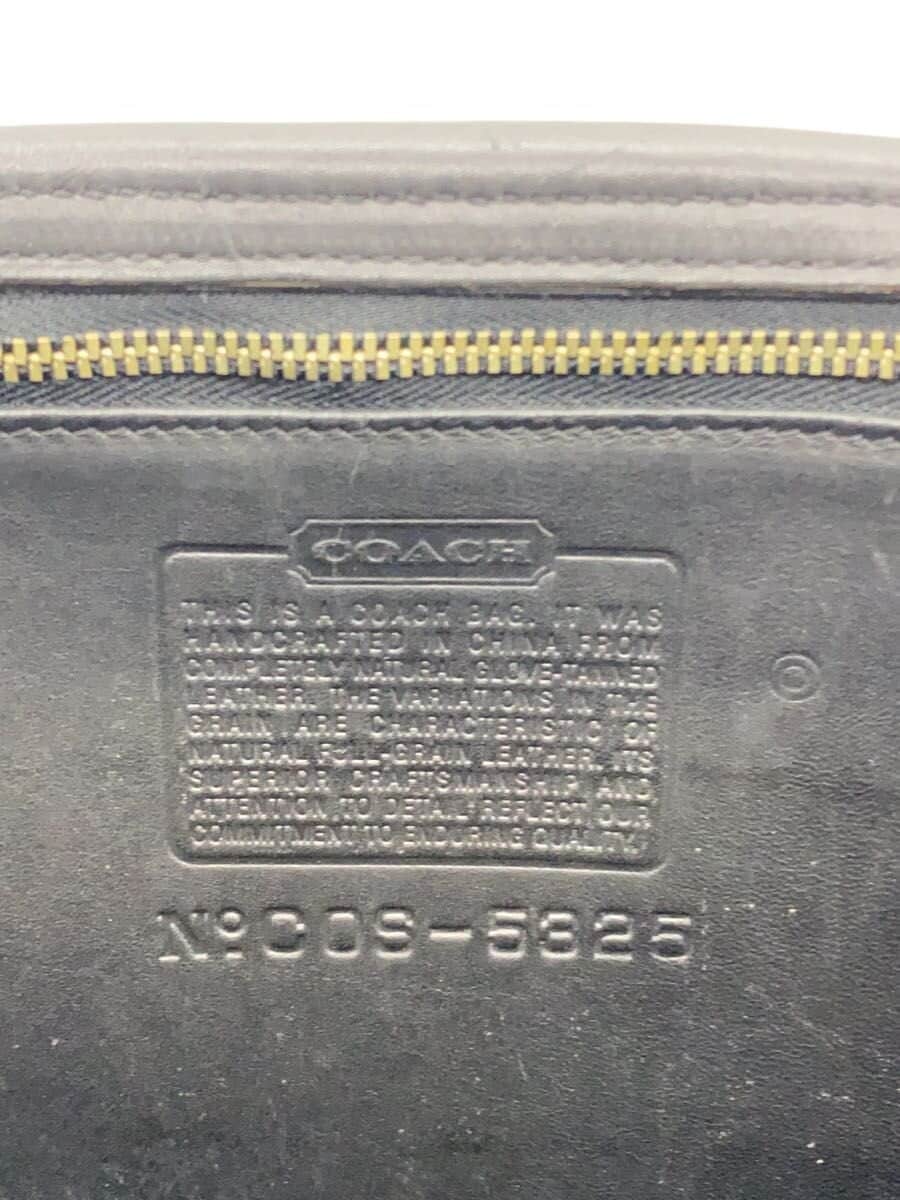 COACH
THIS IS A COACH BAG. IT WAS
HANDCRAFTED IN CHINA FROM
COMPLETELY NATURAL GLOVE-TANNED
LEATHER. THE VARIATIONS IN THE
GRAIN ARE CHARACTERISTIC OF
NATURAL FULL-GRAIN LEATHER. ITS
SUPERIOR CRAFTSMANSHIP AND
ATTENTION TO DETAIL REFLECT OUR
COMMITMENT TO ENDURING QUALITY.
©
No C0S-5325